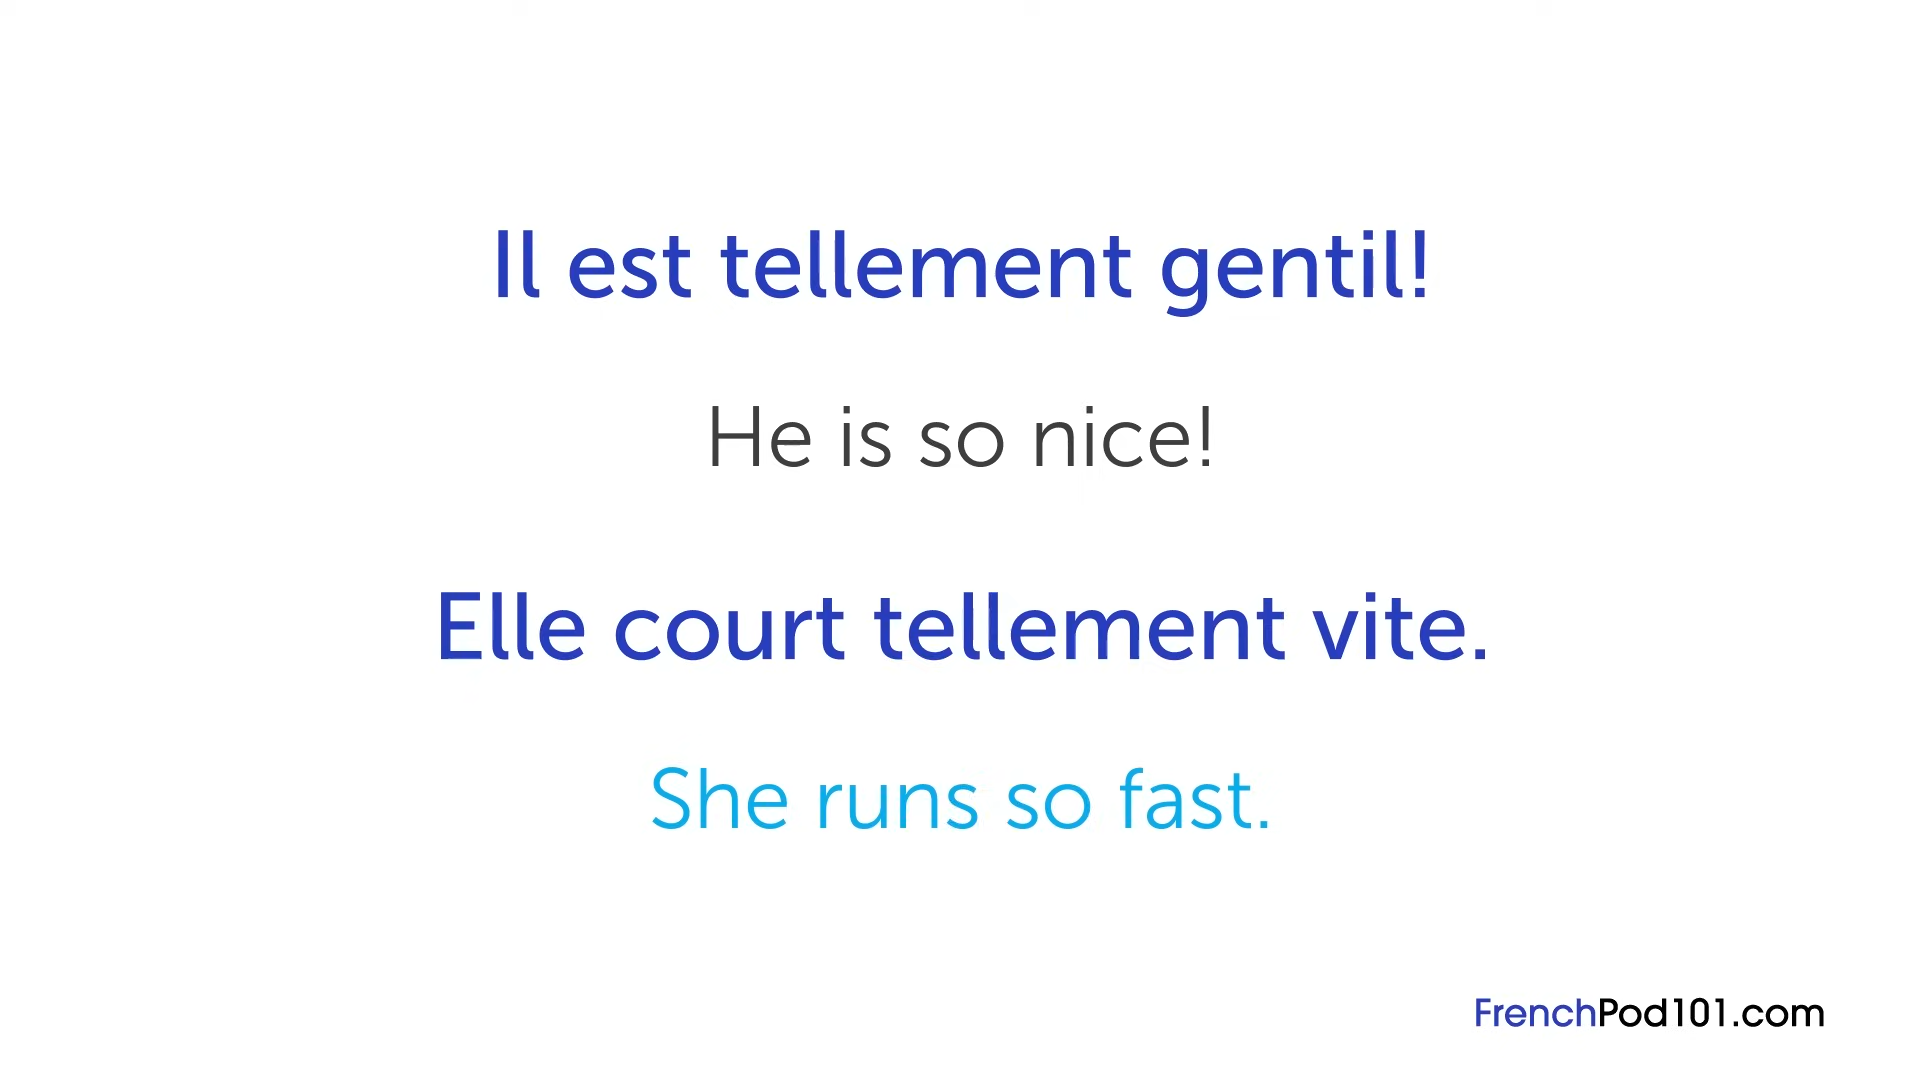 Il est tellement gentil!
He is so nice!
Elle court tellement vite.
She runs so fast.
FrenchPod101.com